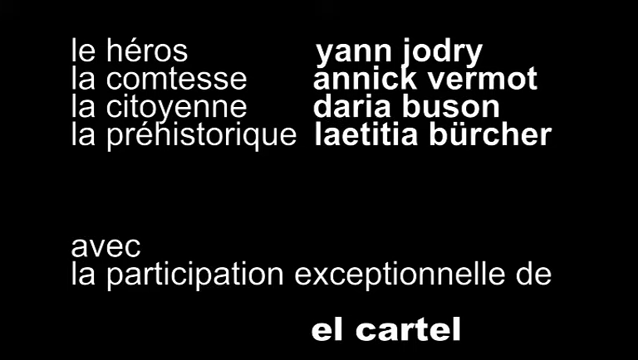 le héros yann jodry
la comtesse annick vermot
la citoyenne daria buson
la préhistorique laetitia bürcher
avec
la participation exceptionnelle de
el cartel